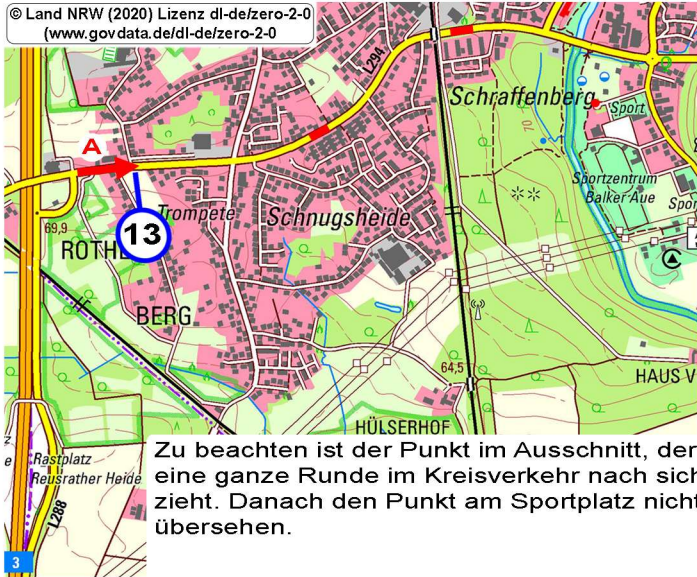 © Land NRW (2020) Lizenz dl-de/zero-2-0
(www.govdata.de/dl-de/zero-2-0
L294
Schraffenberg
Sport
A
Sportzentrum
Balker Aue
Spor
Trompete
Schnugsheide
69,9
13
ROTHE
BERG
64,5
HAUS V
HÜLSERHOF
Rastplatz
Reusrather Heide
L288
3
Zu beachten ist der Punkt im Ausschnitt, der
eine ganze Runde im Kreisverkehr nach sich
zieht. Danach den Punkt am Sportplatz nicht
übersehen.